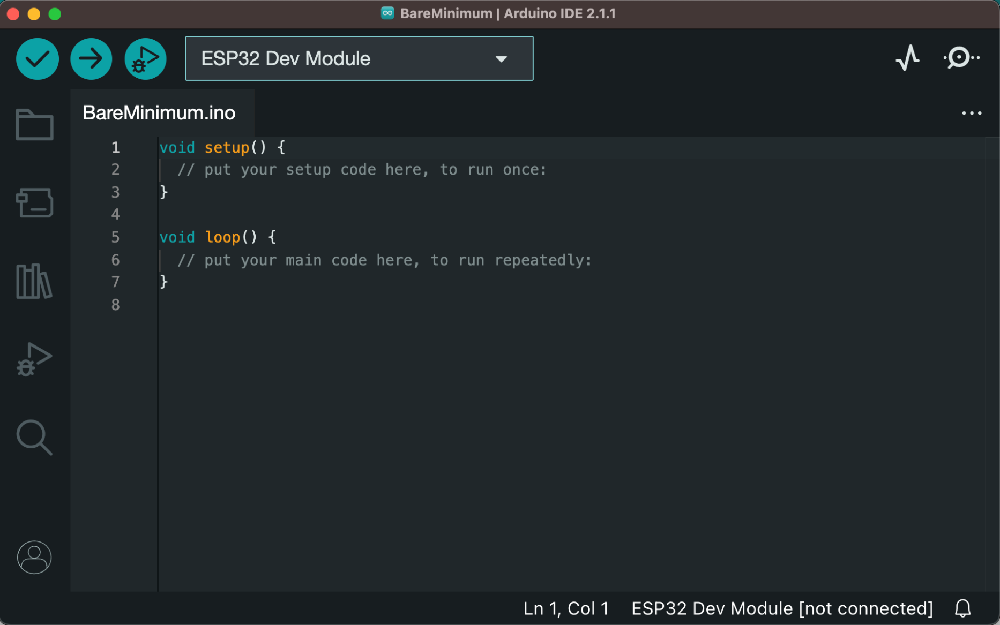 BareMinimum | Arduino IDE 2.1.1
ESP32 Dev Module
BareMinimum.ino
1 void setup() {
2   // put your setup code here, to run once:
3 }
4
5 void loop() {
6   // put your main code here, to run repeatedly:
7 }
8
Ln 1, Col 1 ESP32 Dev Module [not connected]